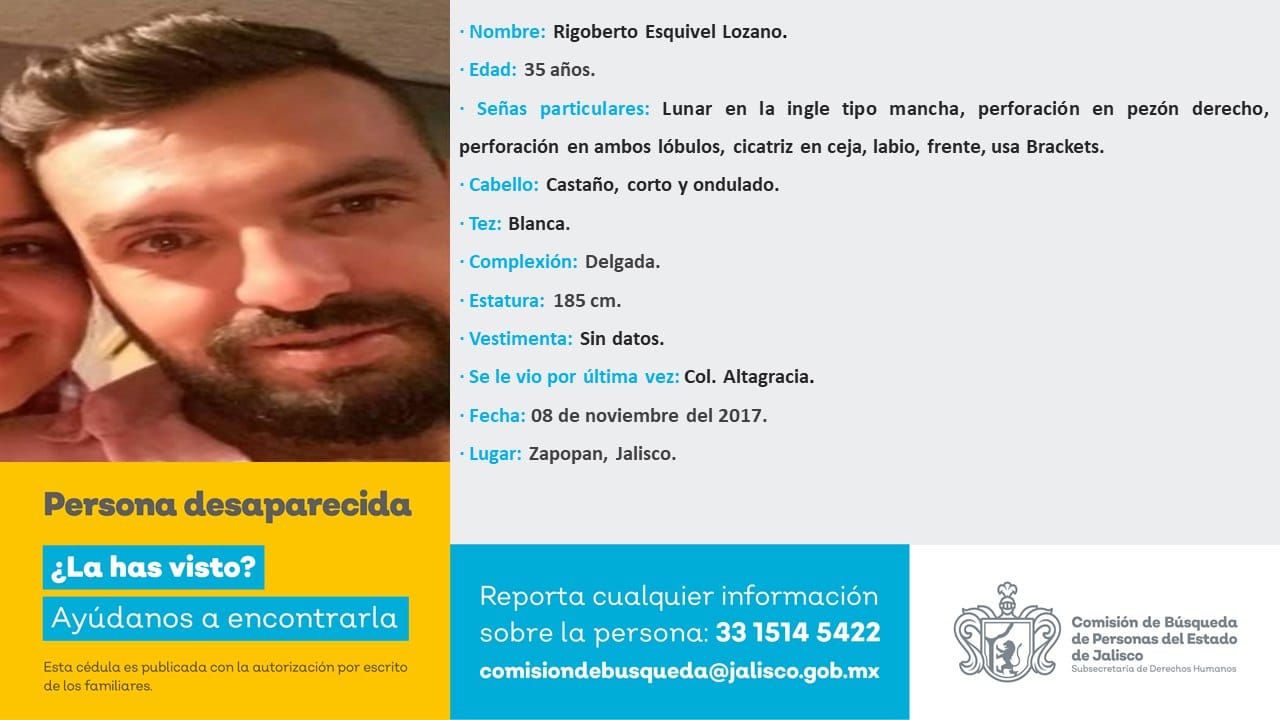 · Nombre: Rigoberto Esquivel Lozano.
· Edad: 35 años.
· Señas particulares: Lunar en la ingle tipo mancha, perforación en pezón derecho,
perforación en ambos lóbulos, cicatriz en ceja, labio, frente, usa Brackets.
· Cabello: Castaño, corto y ondulado.
· Tez: Blanca.
· Complexión: Delgada.
· Estatura: 185 cm.
· Vestimenta: Sin datos.
· Se le vio por última vez: Col. Altagracia.
· Fecha: 08 de noviembre del 2017.
· Lugar: Zapopan, Jalisco.
Persona desaparecida
¿La has visto?
Ayúdanos a encontrarla
Esta cédula es publicada con la autorización por escrito
de los familiares.
Reporta cualquier información
sobre la persona: 33 1514 5422
comisiondebusqueda@jalisco.gob.mx
Comisión de Búsqueda
de Personas del Estado
de Jalisco
Subsecretaría de Derechos Humanos